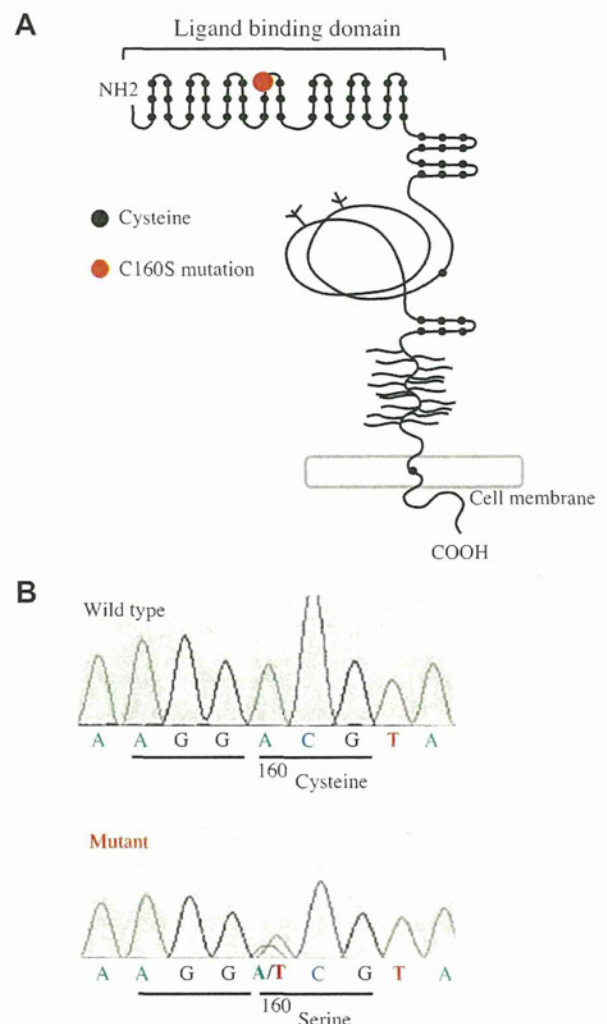 A
Ligand binding domain
NH2
Cysteine
C160S mutation
Cell membrane
COOH
B
Wild type
A A G G A C G T A
160
Cysteine
Mutant
A A G G A/T C G T A
160
Serine